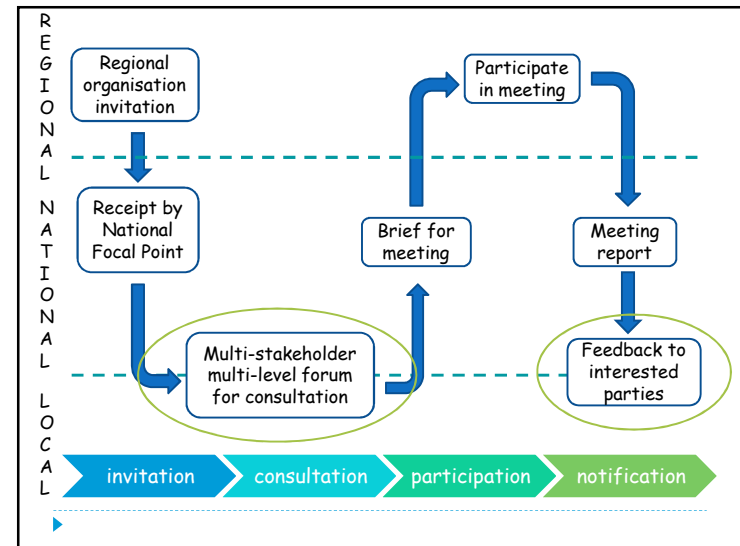 REGIONAL NATIONAL LOCAL
Regional
organisation
invitation
Participate
in meeting
Receipt by
National
Focal Point
Brief for
meeting
Meeting
report
Multi-stakeholder
multi-level forum
for consultation
Feedback to
interested
parties
invitation
consultation
participation
notification